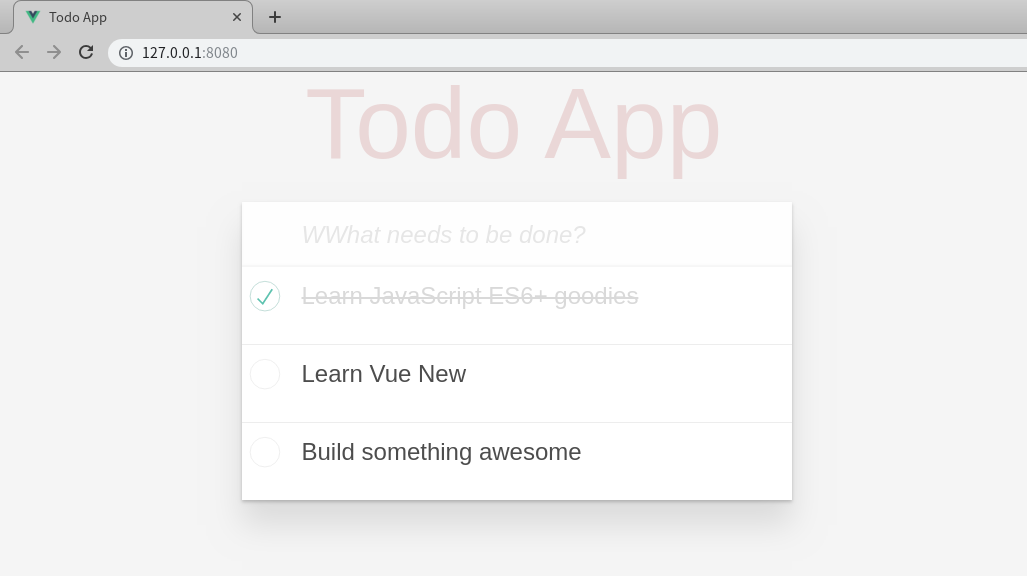 Todo App
127.0.0.1:8080
Todo App
WWhat needs to be done?
Learn JavaScript ES6+ goodies
Learn Vue New
Build something awesome